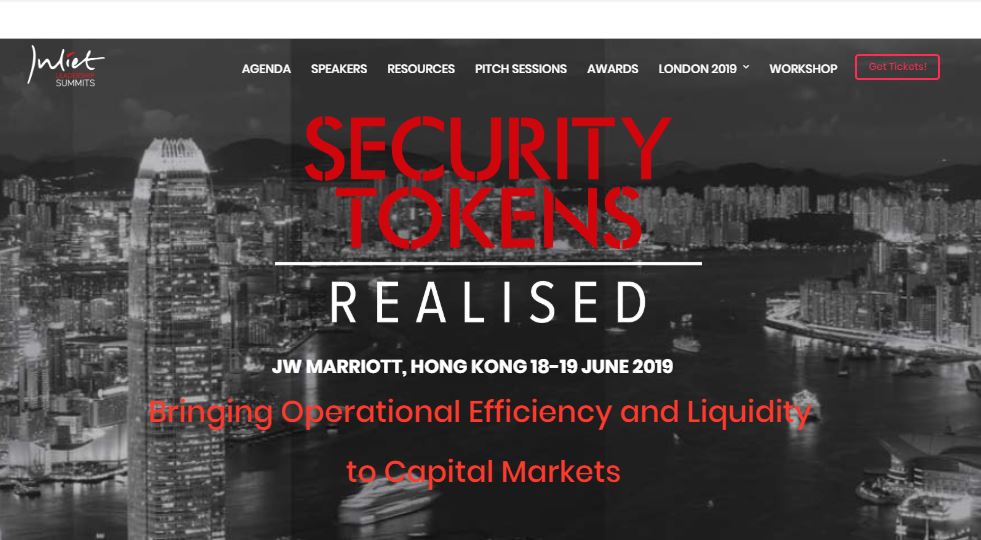 Juliet
LEADERSHIP
SUMMITS
AGENDA SPEAKERS RESOURCES PITCH SESSIONS AWARDS LONDON 2019 WORKSHOP Get Tickets!
SECURITY
TOKENS
REALISED
JW MARRIOTT, HONG KONG 18-19 JUNE 2019
Bringing Operational Efficiency and Liquidity
to Capital Markets